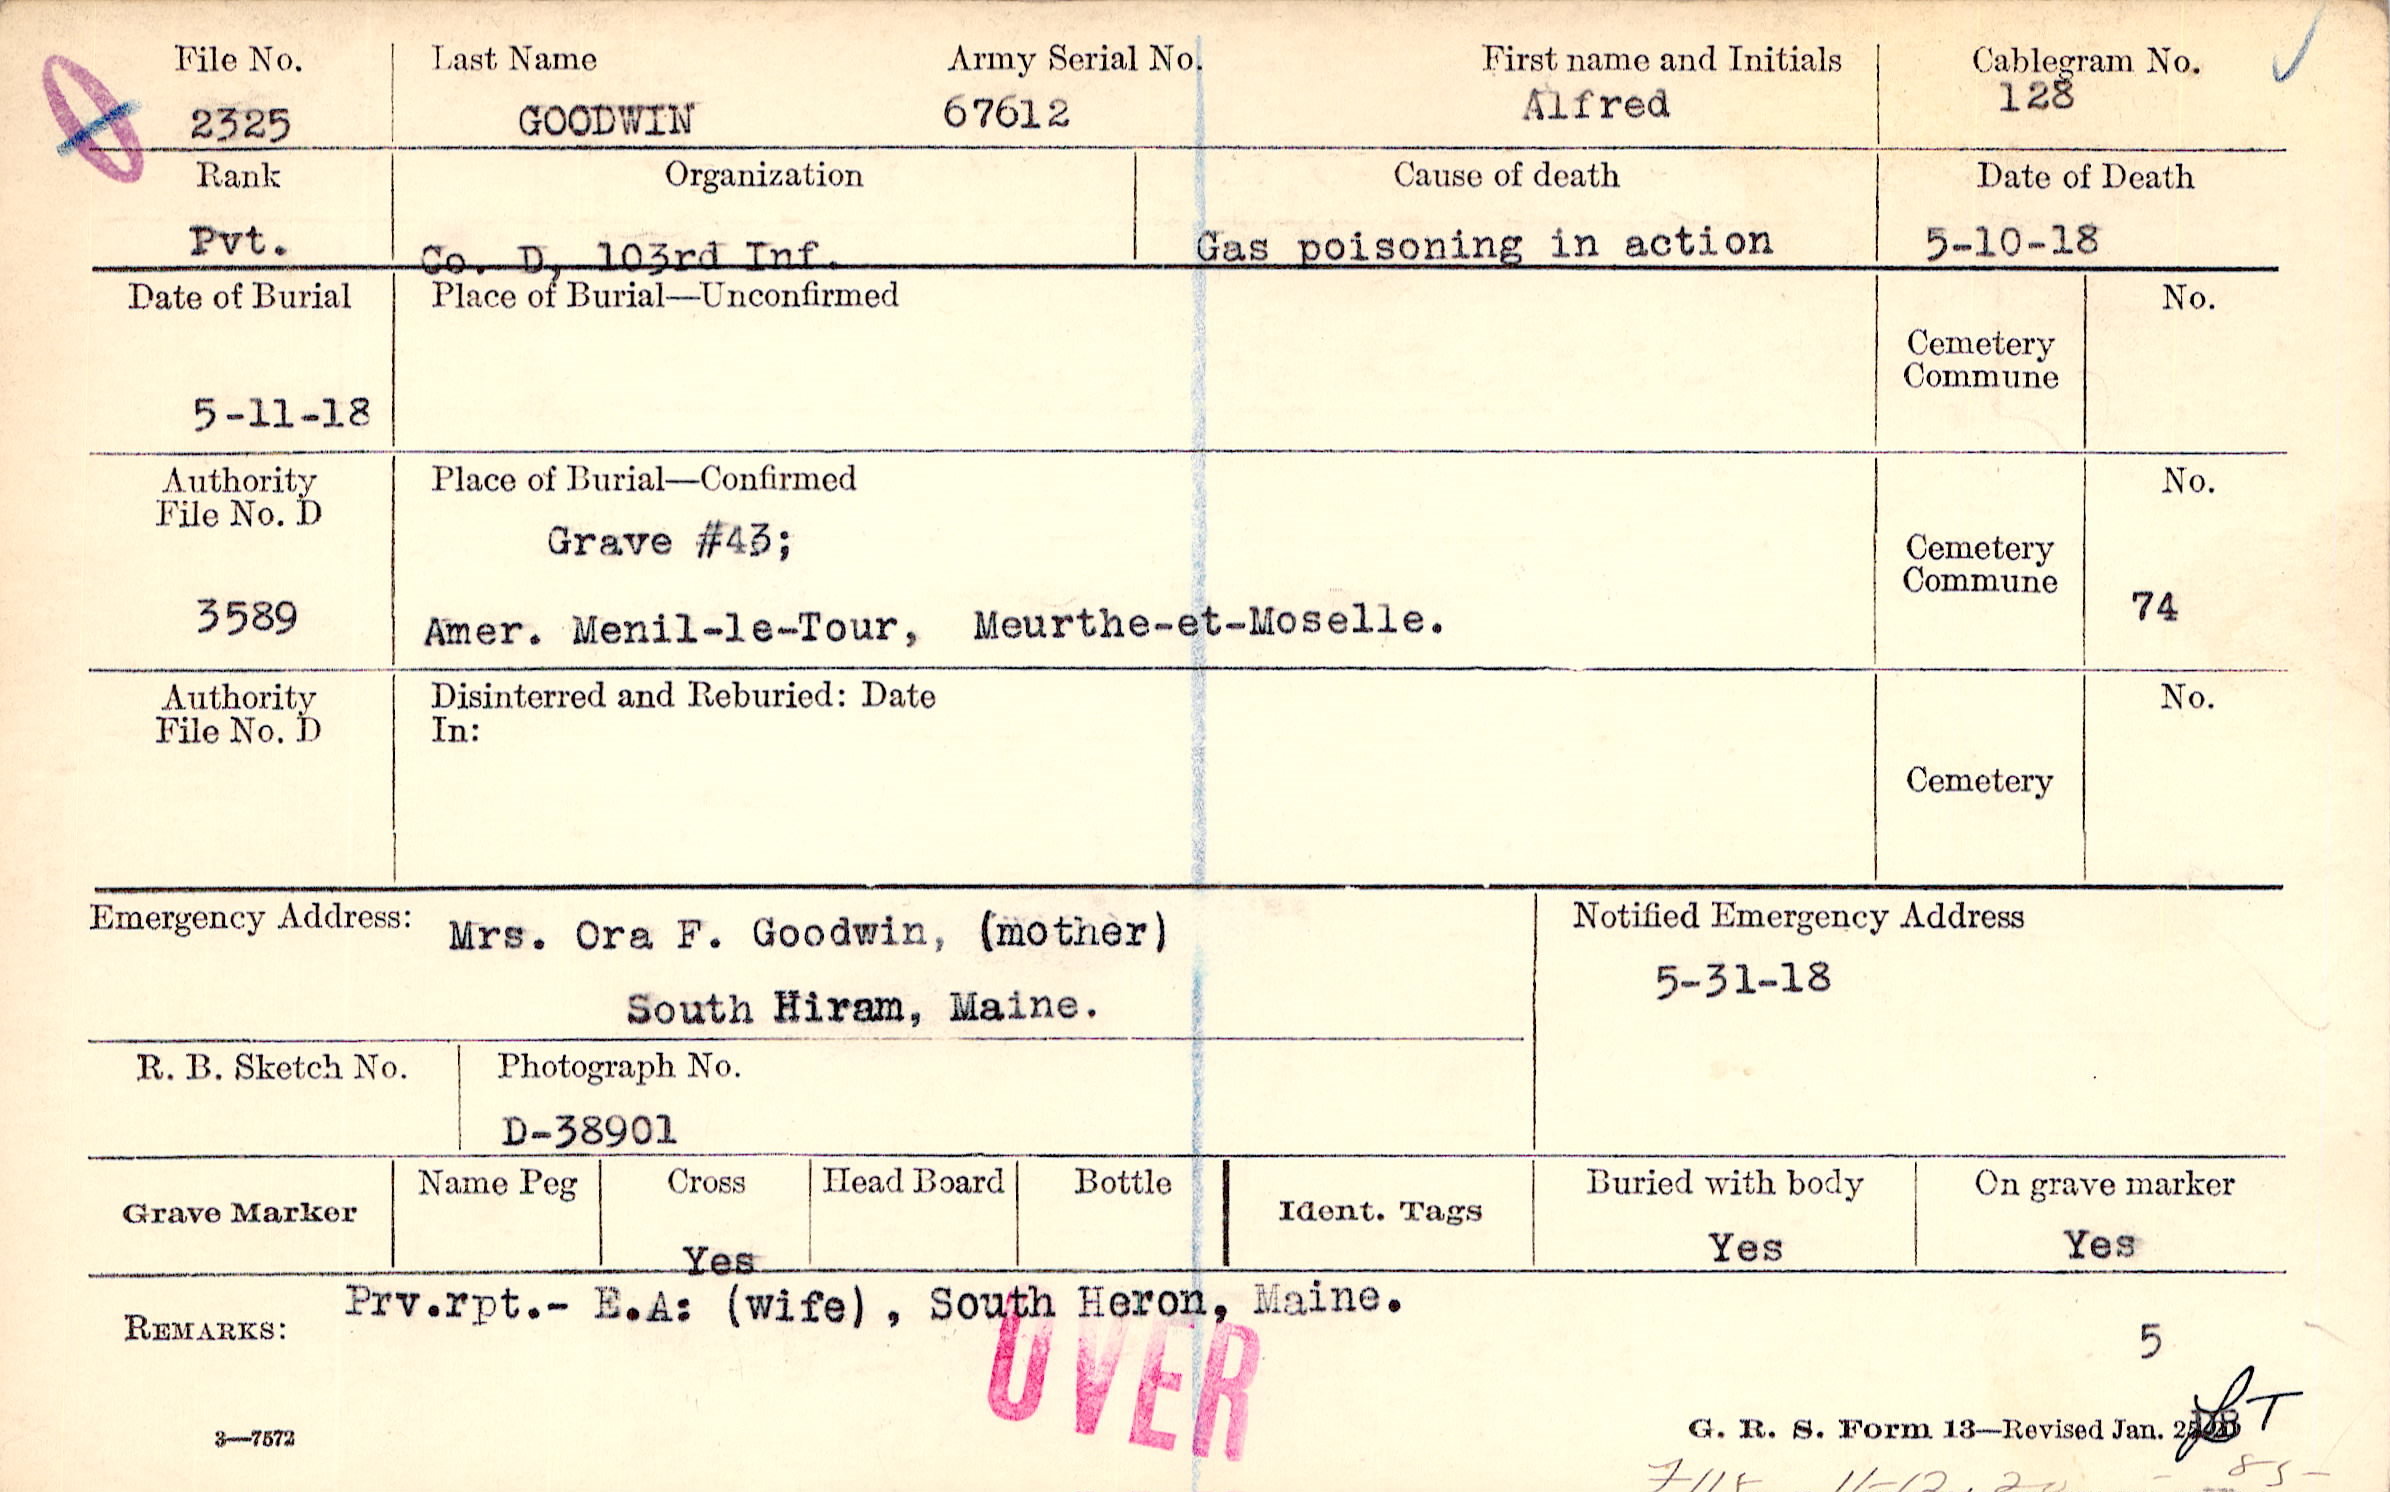 File No. Last Name Army Serial No. First name and Initials Cablegram No.
2325 GOODWIN 67612 Alfred 128
Rank Organization Cause of death Date of Death
Pvt. Co. D, 103rd Inf. Gas poisoning in action 5-10-18
Date of Burial Place of Burial—Unconfirmed No.
Cemetery
Commune
5-11-18
Authority Place of Burial—Confirmed No.
File No. D
Grave #43;
Cemetery
Commune
3589 Amer. Menil-le-Tour, Meurthe-et-Moselle. 74
Authority Disinterred and Reburied: Date No.
File No. D In:
Cemetery
Emergency Address: Mrs. Ora F. Goodwin, (mother) Notified Emergency Address
South Hiram, Maine. 5-31-18
R. B. Sketch No. Photograph No.
D-38901
Grave Marker Name Peg Cross Head Board Bottle Ident. Tags Buried with body On grave marker
Yes Yes Yes
REMARKS: Prv.rpt.- E.A: (wife), South Heron, Maine.
OVER
5
3—7572 G. R. S. Form 13—Revised Jan.